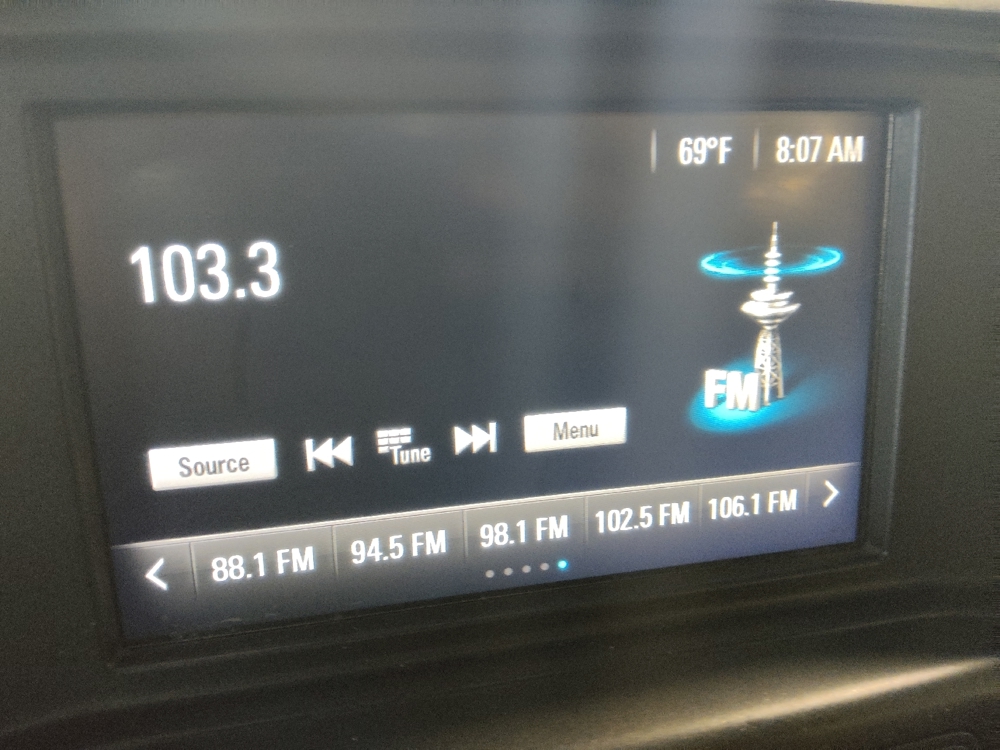 69°F 8:07 AM
103.3
FM
Source Tune Menu
88.1 FM 94.5 FM 98.1 FM 102.5 FM 106.1 FM